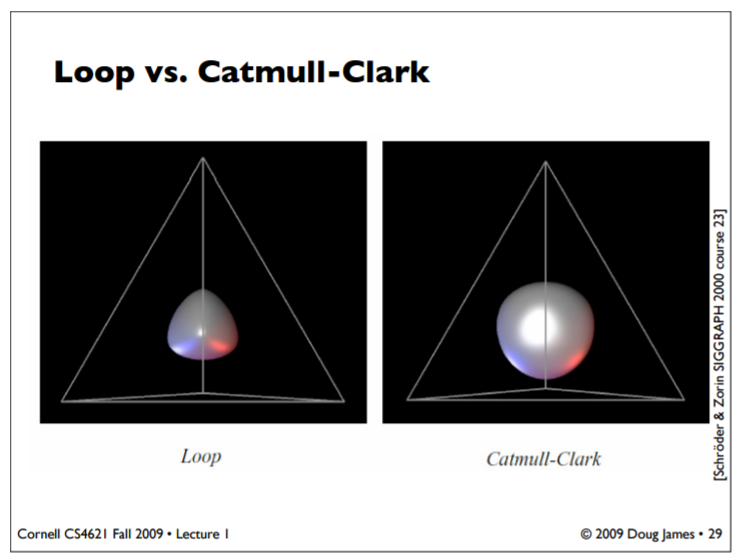 Loop vs. Catmull-Clark
Loop
Catmull-Clark
[Schröder & Zorin SIGGRAPH 2000 course 23]
Cornell CS4621 Fall 2009 • Lecture 1
© 2009 Doug James • 29